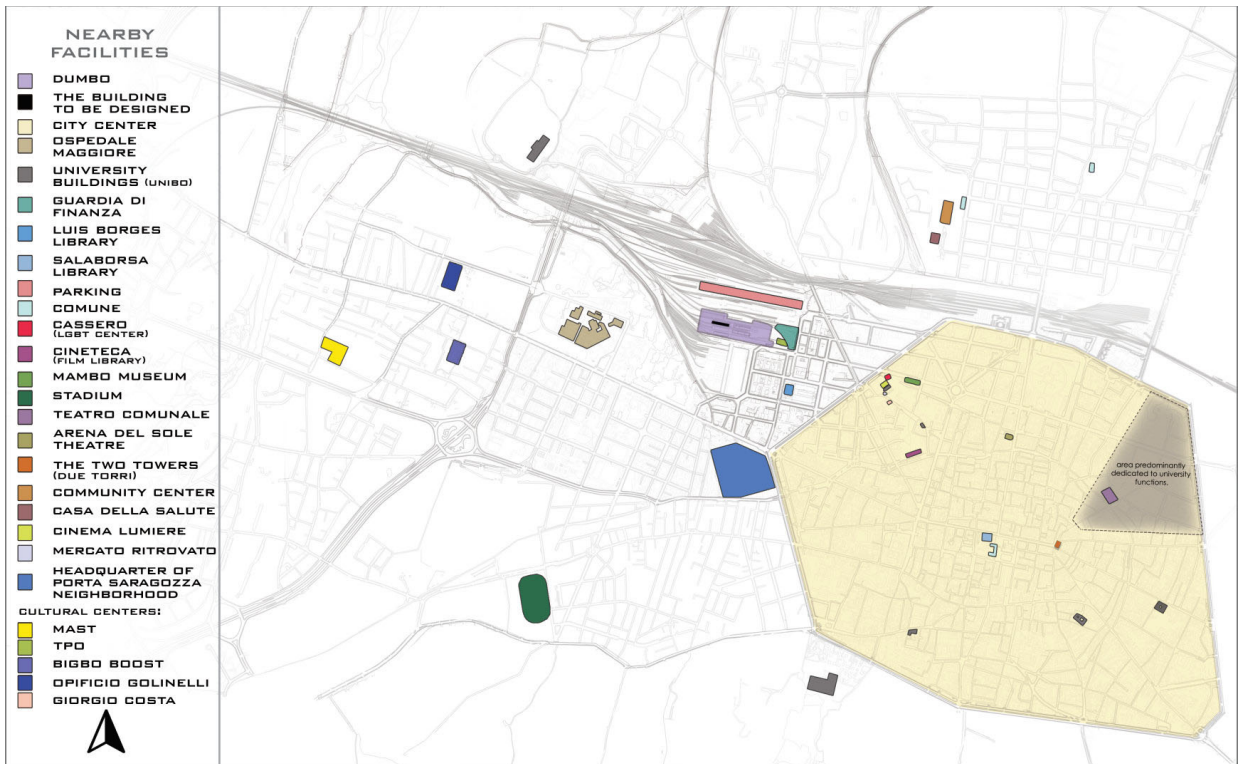 NEARBY
FACILITIES
DUMBO
THE BUILDING
TO BE DESIGNED
CITY CENTER
OSPEDALE
MAGGIORE
UNIVERSITY
BUILDINGS (UNIBO)
GUARDIA DI
FINANZA
LUIS BORGES
LIBRARY
SALABORSA
LIBRARY
PARKING
COMUNE
CASSERO
(LGBT CENTER)
CINETECA
(FILM LIBRARY)
MAMBO MUSEUM
STADIUM
TEATRO COMUNALE
ARENA DEL SOLE
THEATRE
THE TWO TOWERS
(DUE TORRI)
COMMUNITY CENTER
CASA DELLA SALUTE
CINEMA LUMIERE
MERCATO RITROVATO
HEADQUARTER OF
PORTA SARAGOZZA
NEIGHBORHOOD
CULTURAL CENTERS:
MAST
TPO
BIGBO BOOST
OPIFICIO GOLINELLI
GIORGIO COSTA
area predominantly
dedicated to university
functions.